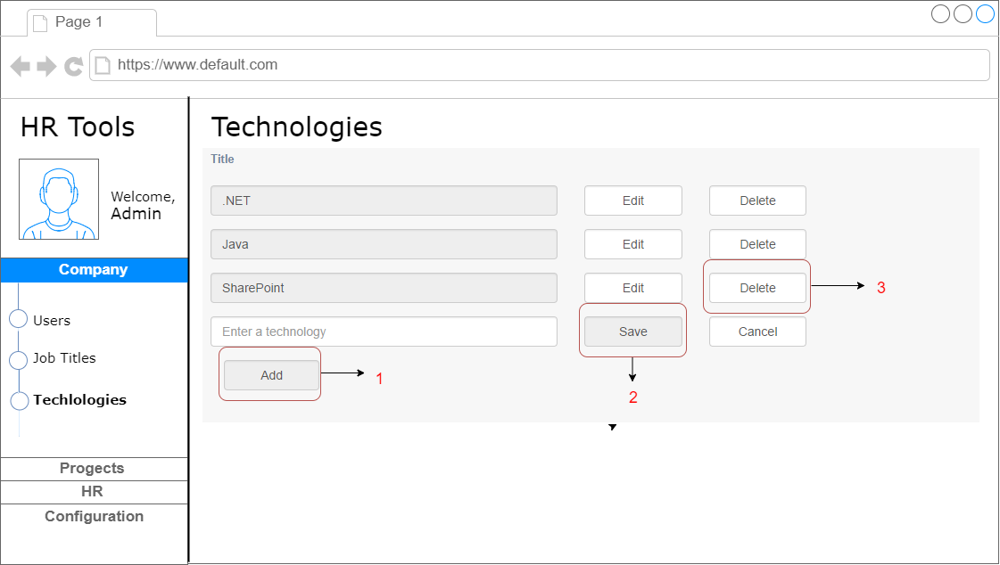 Page 1
https://www.default.com
HR Tools
Welcome,
Admin
Company
Users
Job Titles
Techlologies
Progects
HR
Configuration
Technologies
Title
.NET Edit Delete
Java Edit Delete
SharePoint Edit Delete 3
Enter a technology Save Cancel
Add 1
2